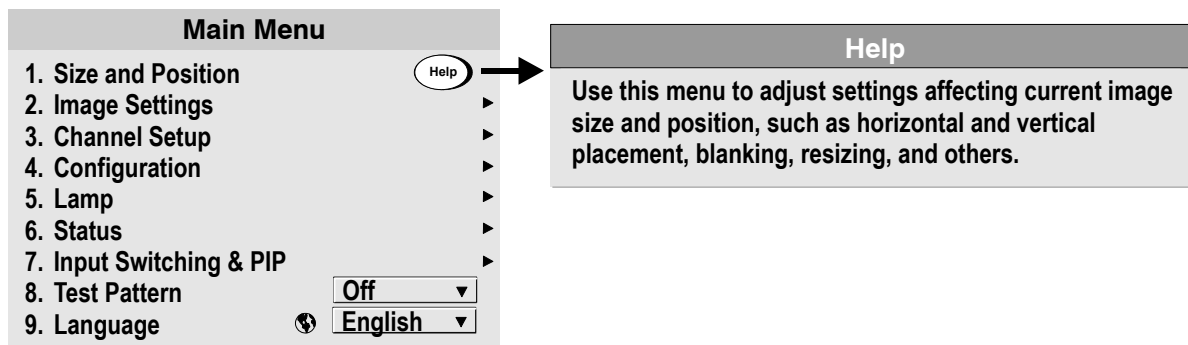 Main Menu
1. Size and Position Help
2. Image Settings
3. Channel Setup
4. Configuration
5. Lamp
6. Status
7. Input Switching & PIP
8. Test Pattern Off
9. Language English
Help
Use this menu to adjust settings affecting current image
size and position, such as horizontal and vertical
placement, blanking, resizing, and others.